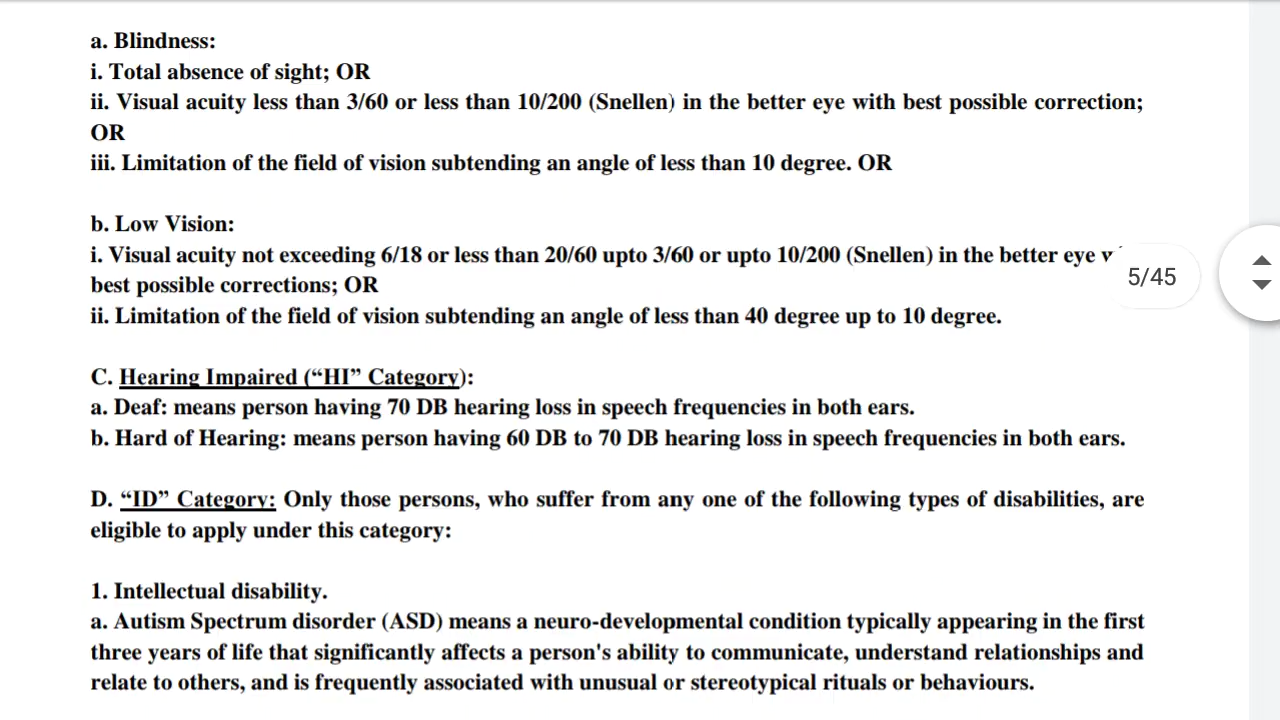 a. Blindness:
i. Total absence of sight; OR
ii. Visual acuity less than 3/60 or less than 10/200 (Snellen) in the better eye with best possible correction;
OR
iii. Limitation of the field of vision subtending an angle of less than 10 degree. OR
b. Low Vision:
i. Visual acuity not exceeding 6/18 or less than 20/60 upto 3/60 or upto 10/200 (Snellen) in the better eye
5/45
best possible corrections; OR
ii. Limitation of the field of vision subtending an angle of less than 40 degree up to 10 degree.
C. Hearing Impaired (“HI” Category):
a. Deaf: means person having 70 DB hearing loss in speech frequencies in both ears.
b. Hard of Hearing: means person having 60 DB to 70 DB hearing loss in speech frequencies in both ears.
D. “ID” Category: Only those persons, who suffer from any one of the following types of disabilities, are
eligible to apply under this category:
1. Intellectual disability.
a. Autism Spectrum disorder (ASD) means a neuro-developmental condition typically appearing in the first
three years of life that significantly affects a person's ability to communicate, understand relationships and
relate to others, and is frequently associated with unusual or stereotypical rituals or behaviours.